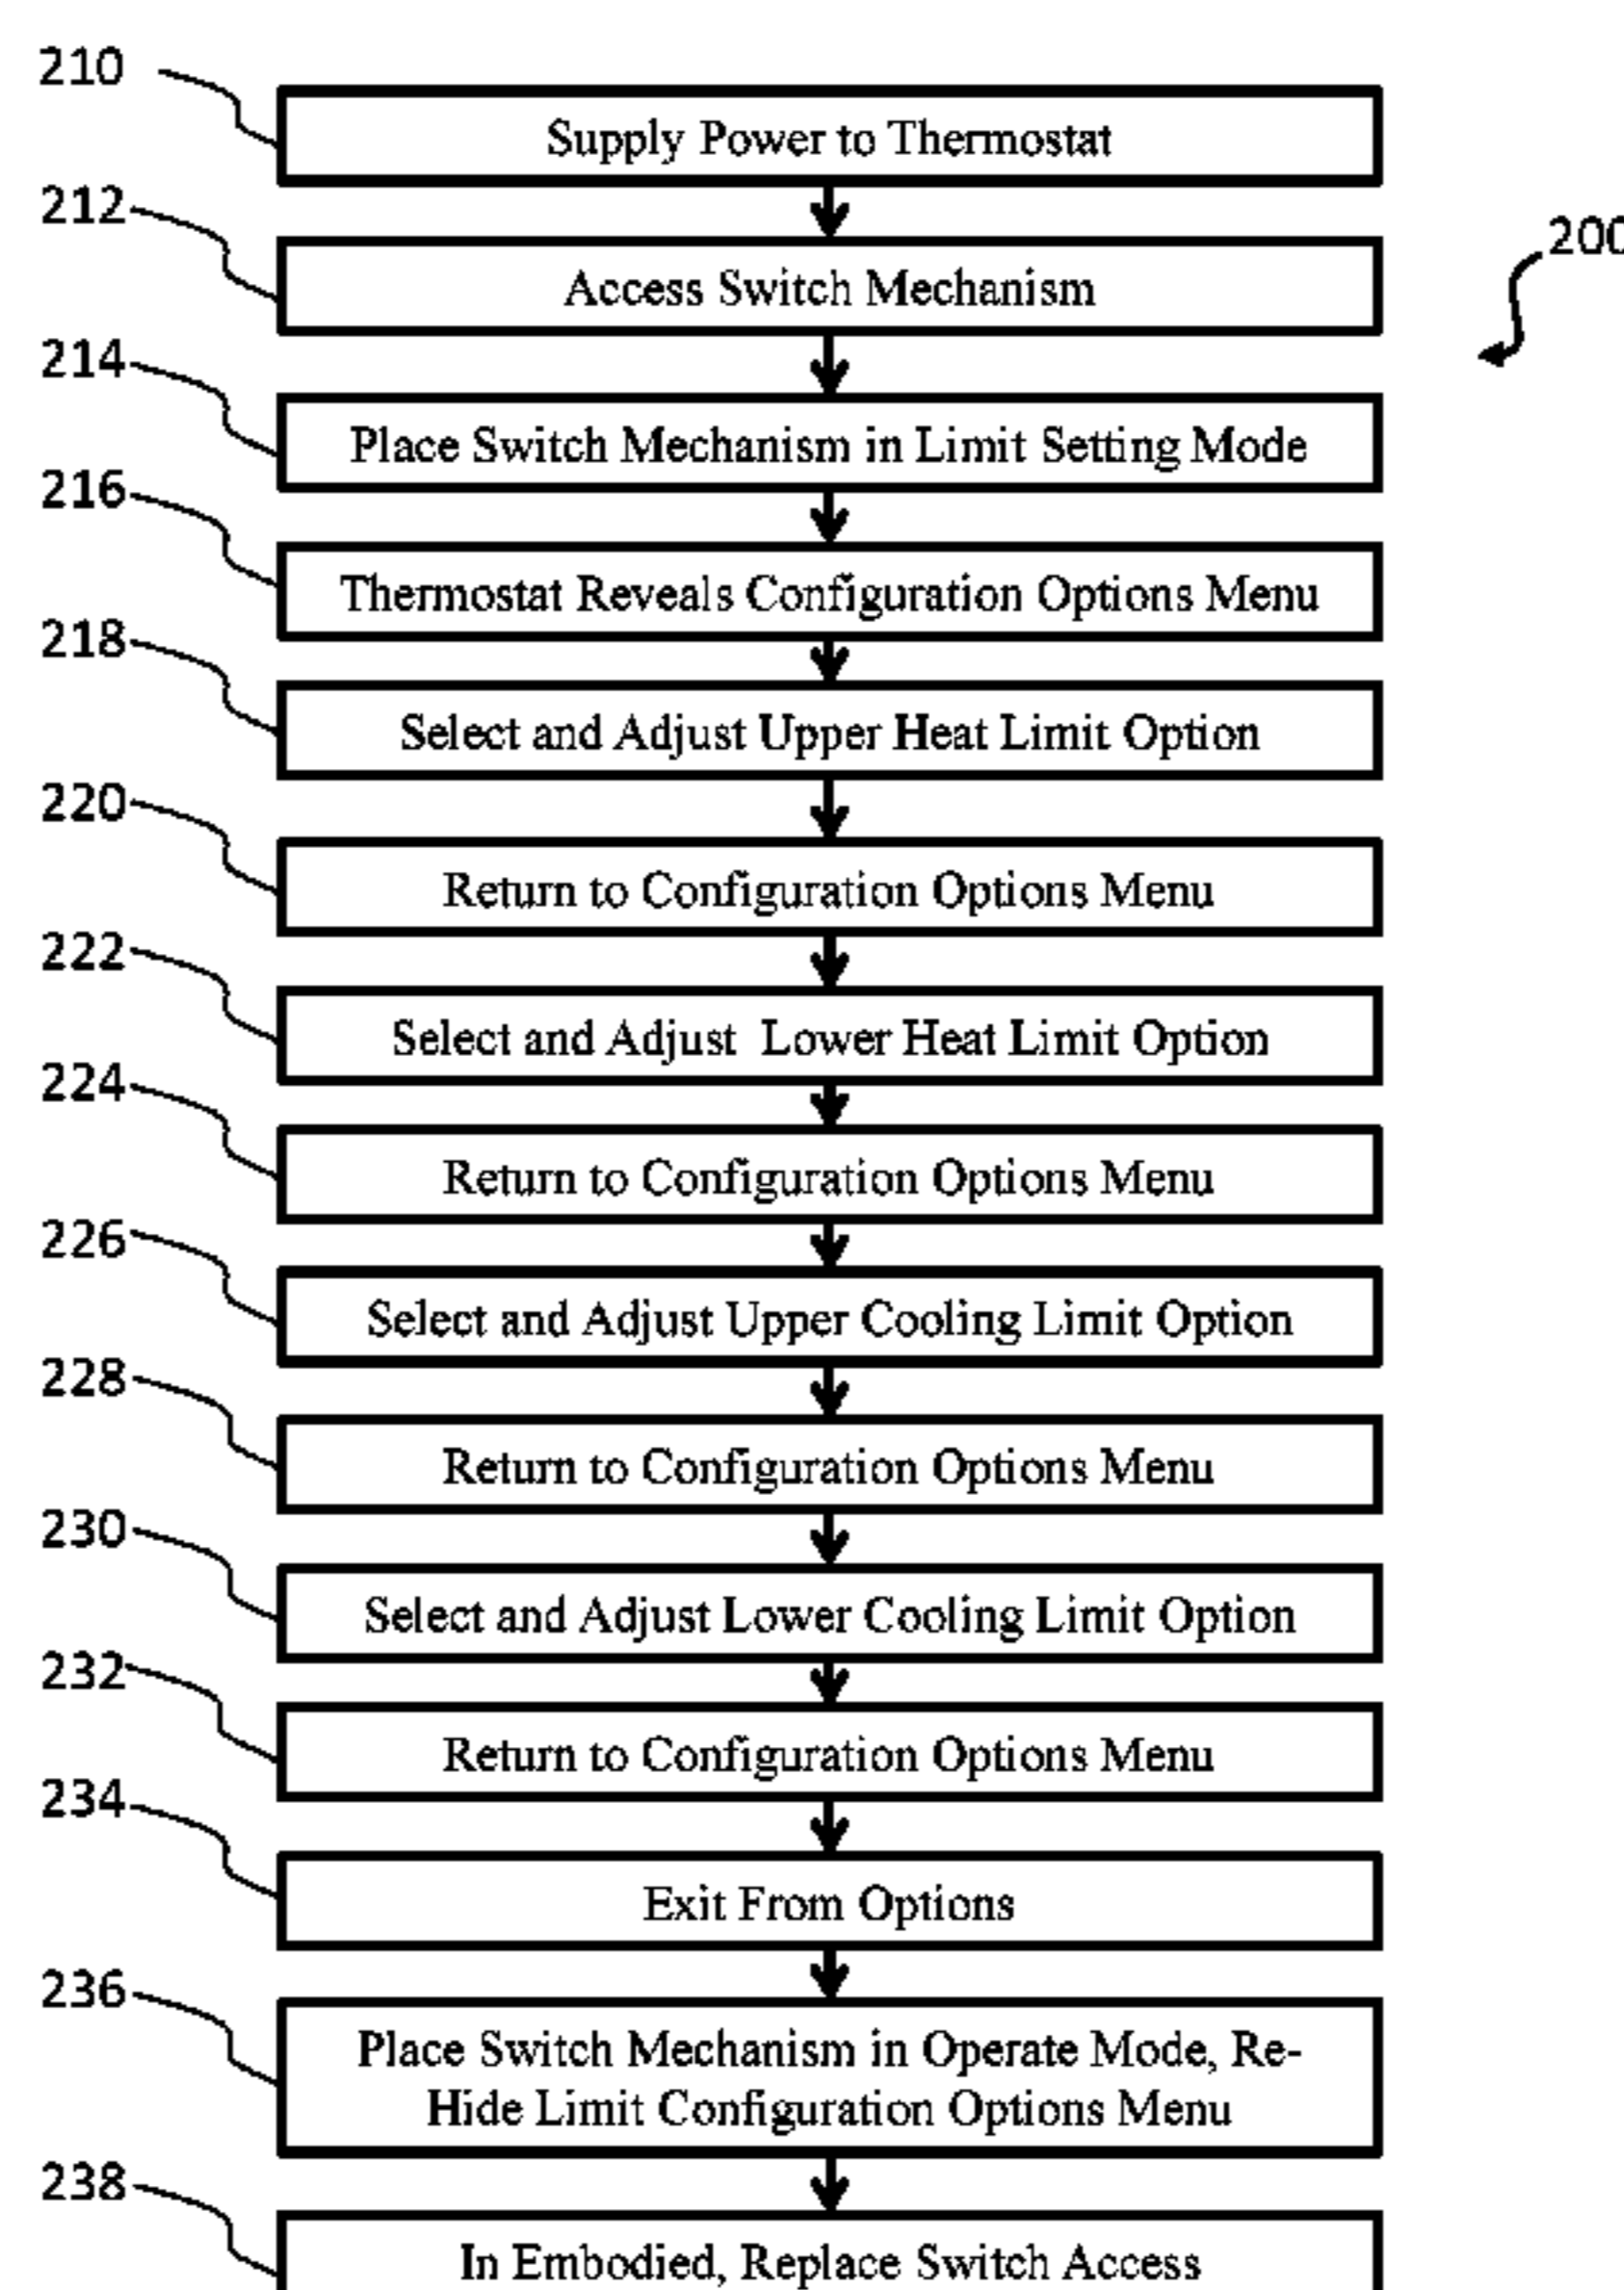 210
Supply Power to Thermostat
212
Access Switch Mechanism
200
214
Place Switch Mechanism in Limit Setting Mode
216
Thermostat Reveals Configuration Options Menu
218
Select and Adjust Upper Heat Limit Option
220
Return to Configuration Options Menu
222
Select and Adjust Lower Heat Limit Option
224
Return to Configuration Options Menu
226
Select and Adjust Upper Cooling Limit Option
228
Return to Configuration Options Menu
230
Select and Adjust Lower Cooling Limit Option
232
Return to Configuration Options Menu
234
Exit From Options
236
Place Switch Mechanism in Operate Mode, Re-
Hide Limit Configuration Options Menu
238
In Embodied, Replace Switch Access